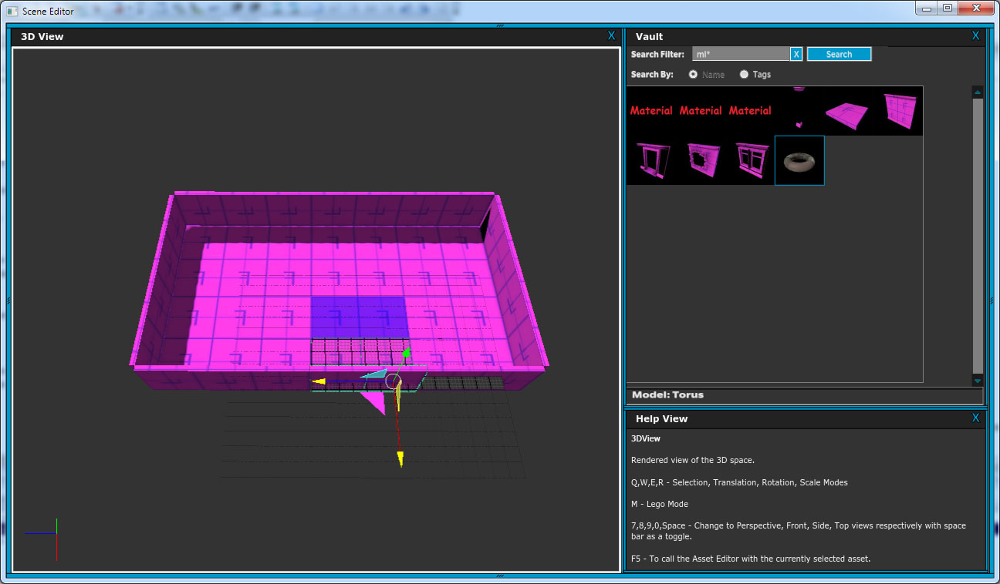 Scene Editor
3D View
X
Vault
X
Search Filter:
ml*
X
Search
Search By:
Name
Tags
Material
Material
Material
Model: Torus
Help View
X
3DView
Rendered view of the 3D space.
Q,W,E,R - Selection, Translation, Rotation, Scale Modes
M - Lego Mode
7,8,9,0,Space - Change to Perspective, Front, Side, Top views respectively with space
bar as a toggle.
F5 - To call the Asset Editor with the currently selected asset.